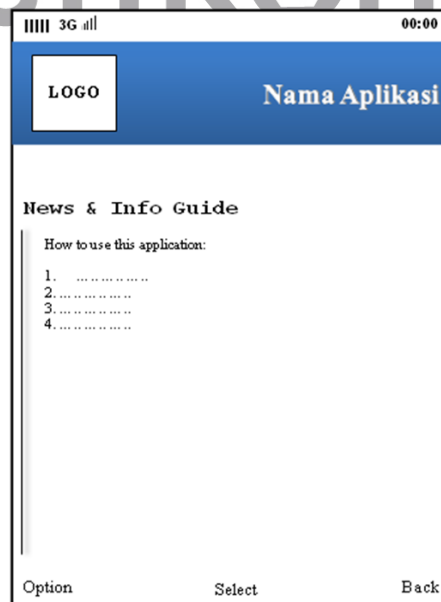 3G 00:00
LOGO
Nama Aplikasi
News & Info Guide
How to use this application:
1. ... ... ... ... ...
2. ... ... ... ... ...
3. ... ... ... ... ...
4. ... ... ... ... ...
Option Select Back